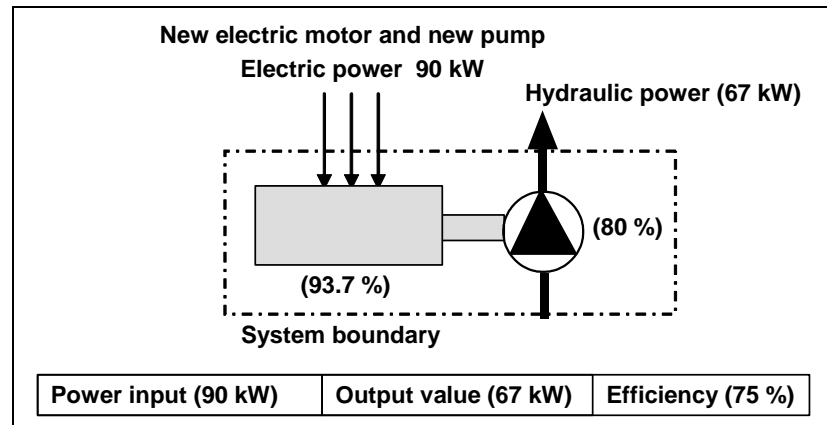 New electric motor and new pump
Electric power 90 kW
Hydraulic power (67 kW)
(80 %)
(93.7 %)
System boundary
Power input (90 kW) Output value (67 kW) Efficiency (75 %)